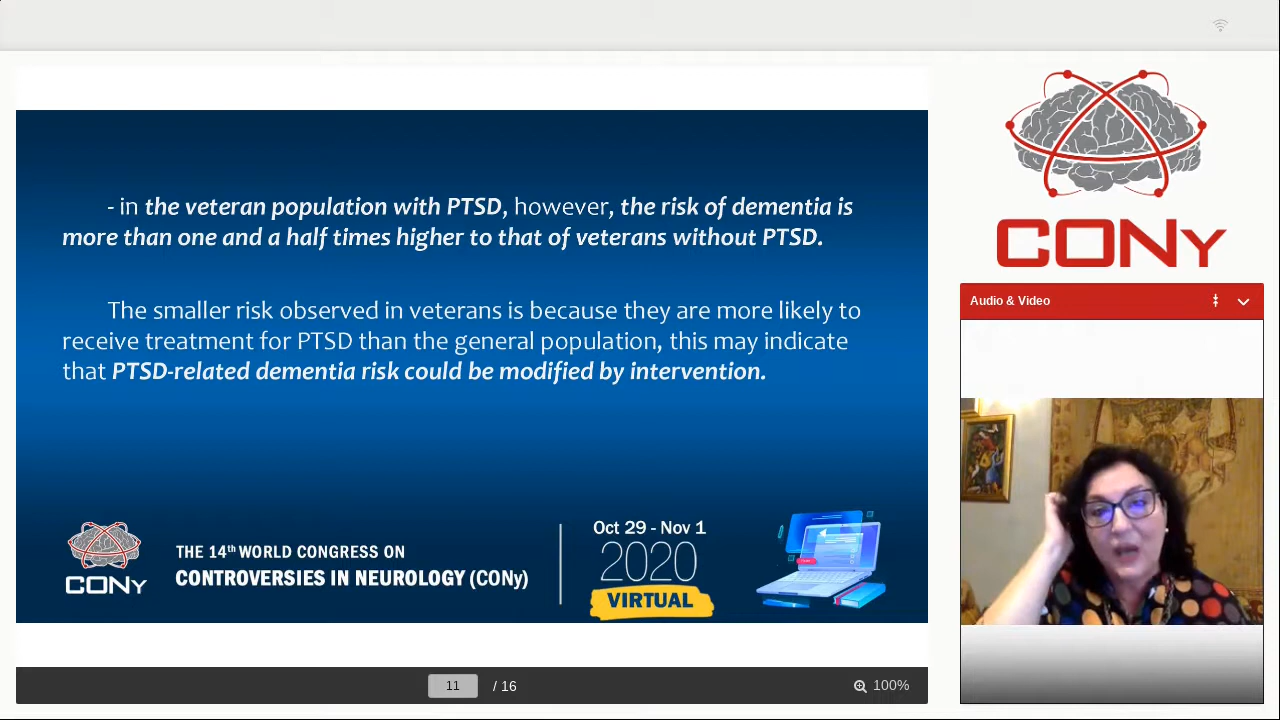 - in the veteran population with PTSD, however, the risk of dementia is
more than one and a half times higher to that of veterans without PTSD.
The smaller risk observed in veterans is because they are more likely to
receive treatment for PTSD than the general population, this may indicate
that PTSD-related dementia risk could be modified by intervention.
CONy
THE 14th WORLD CONGRESS ON
CONTROVERSIES IN NEUROLOGY (CONy)
Oct 29 - Nov 1
2020
VIRTUAL
11 / 16
100%
CONy
Audio & Video